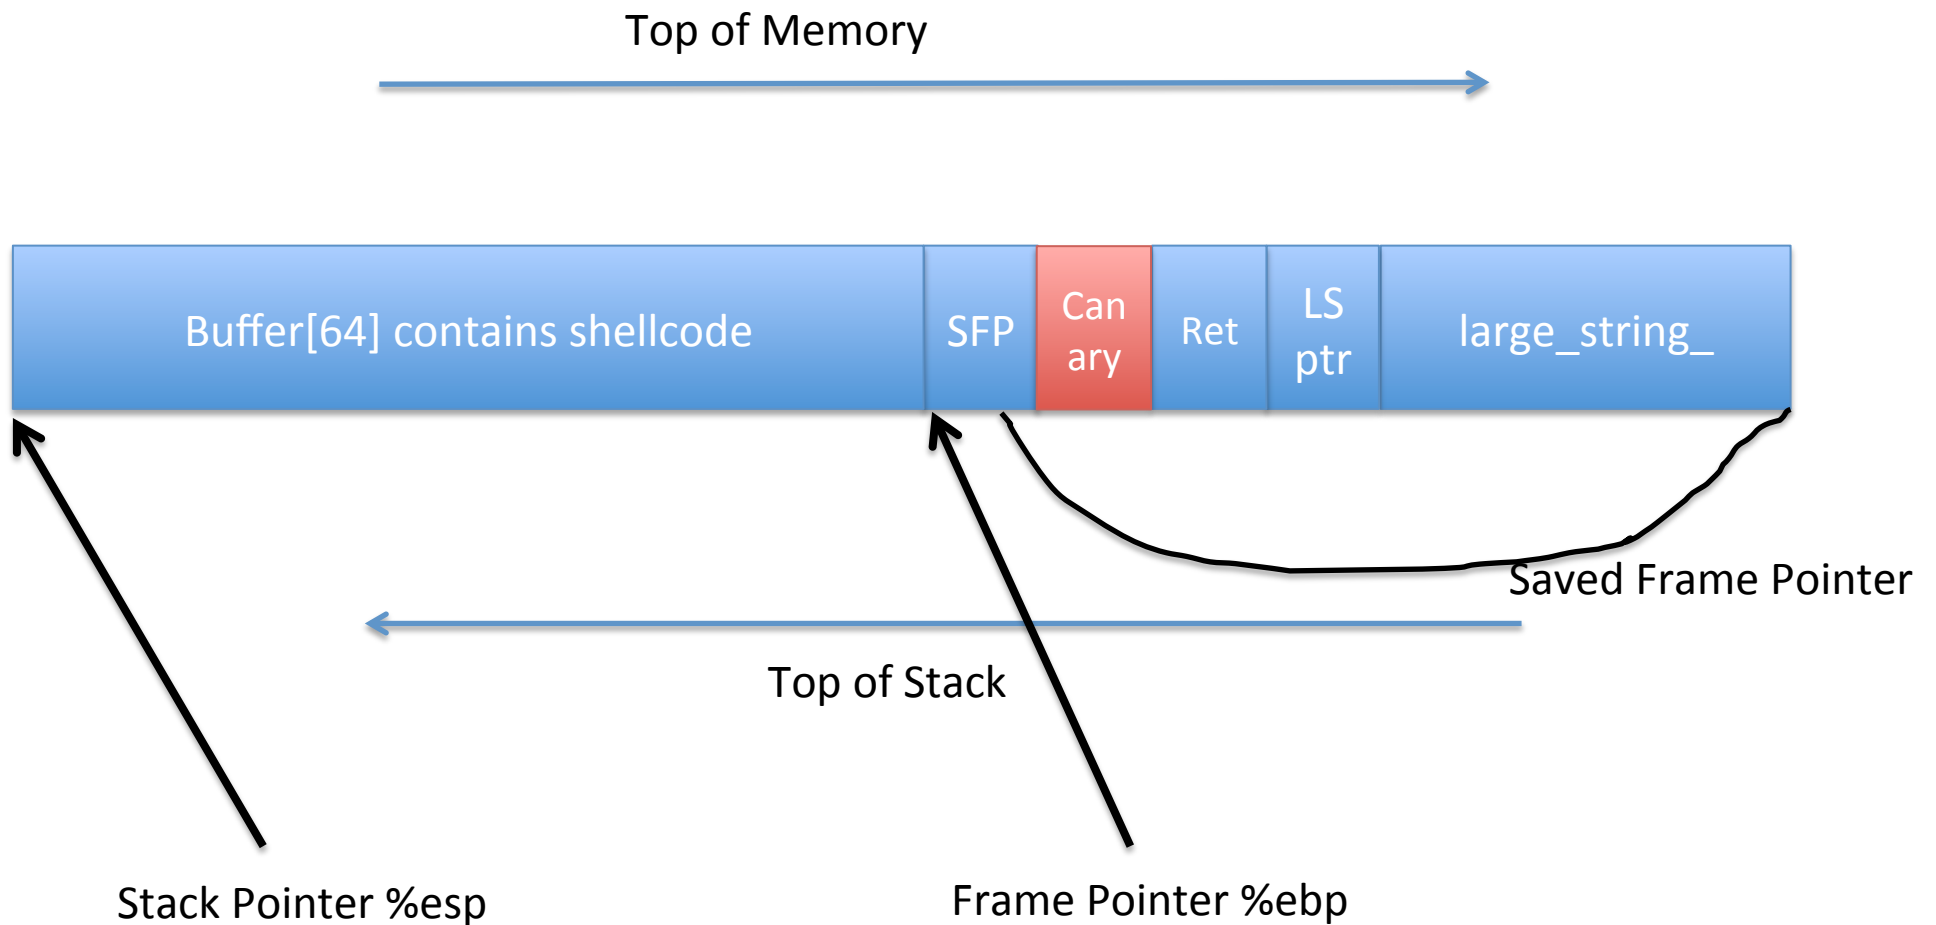 Top of Memory
Buffer[64] contains shellcode
SFP
Can
ary
Ret
LS
ptr
large_string_
Saved Frame Pointer
Top of Stack
Stack Pointer %esp
Frame Pointer %ebp